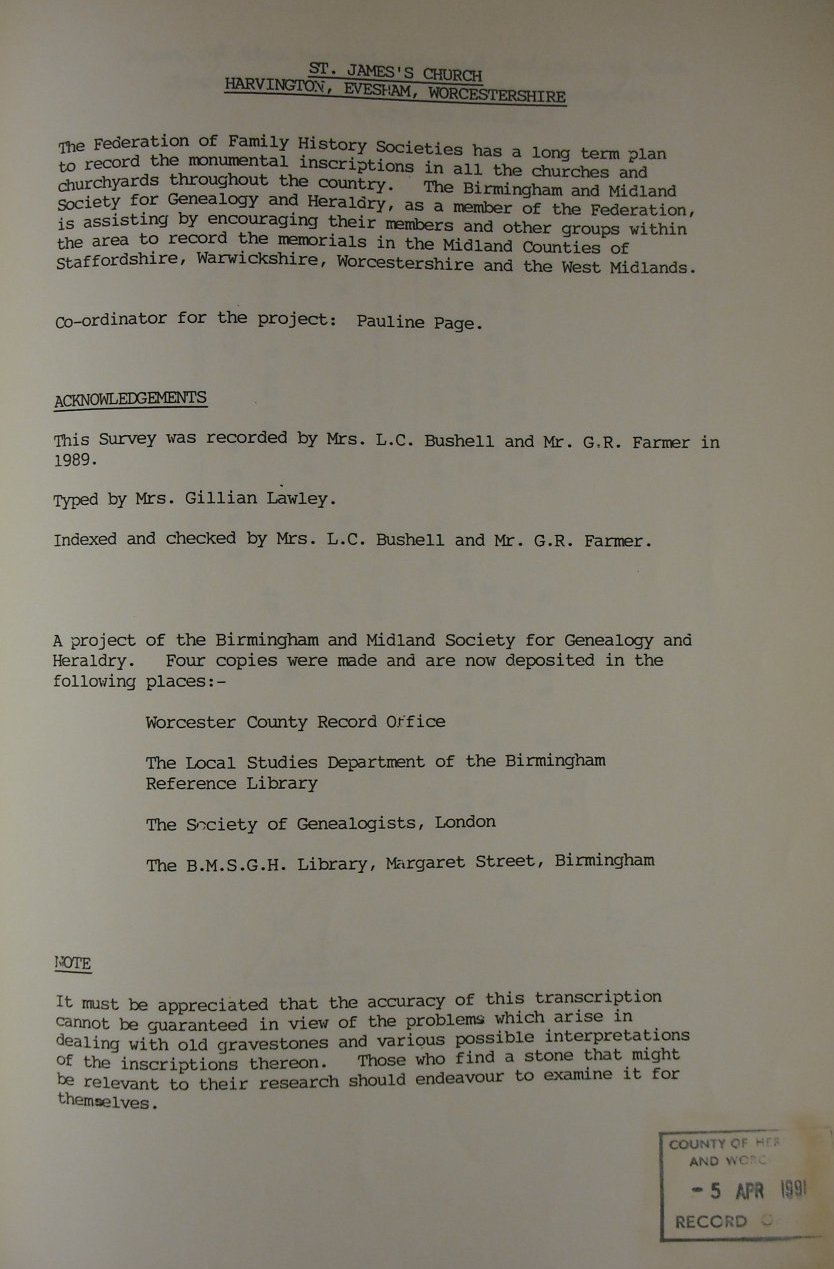 ST. JAMES'S CHURCH
HARVINGTON, EVESHAM, WORCESTERSHIRE
The Federation of Family History Societies has a long term plan
to record the monumental inscriptions in all the churches and
churchyards throughout the country. The Birmingham and Midland
Society for Genealogy and Heraldry, as a member of the Federation,
is assisting by encouraging their members and other groups within
the area to record the memorials in the Midland Counties of
Staffordshire, Warwickshire, Worcestershire and the West Midlands.
Co-ordinator for the project: Pauline Page.
ACKNOWLEDGEMENTS
This Survey was recorded by Mrs. L.C. Bushell and Mr. G.R. Farmer in
1989.
Typed by Mrs. Gillian Lawley.
Indexed and checked by Mrs. L.C. Bushell and Mr. G.R. Farmer.
A project of the Birmingham and Midland Society for Genealogy and
Heraldry. Four copies were made and are now deposited in the
following places:-
Worcester County Record Office
The Local Studies Department of the Birmingham
Reference Library
The Society of Genealogists, London
The B.M.S.G.H. Library, Margaret Street, Birmingham
NOTE
It must be appreciated that the accuracy of this transcription
cannot be guaranteed in view of the problems which arise in
dealing with old gravestones and various possible interpretations
of the inscriptions thereon. Those who find a stone that might
be relevant to their research should endeavour to examine it for
themselves.
COUNTY OF HER
AND WORC
- 5 APR 1991
RECORD